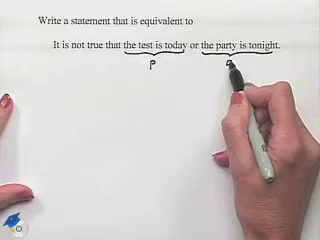 Write a statement that is equivalent to
It is not true that the test is today or the party is tonight.
p q